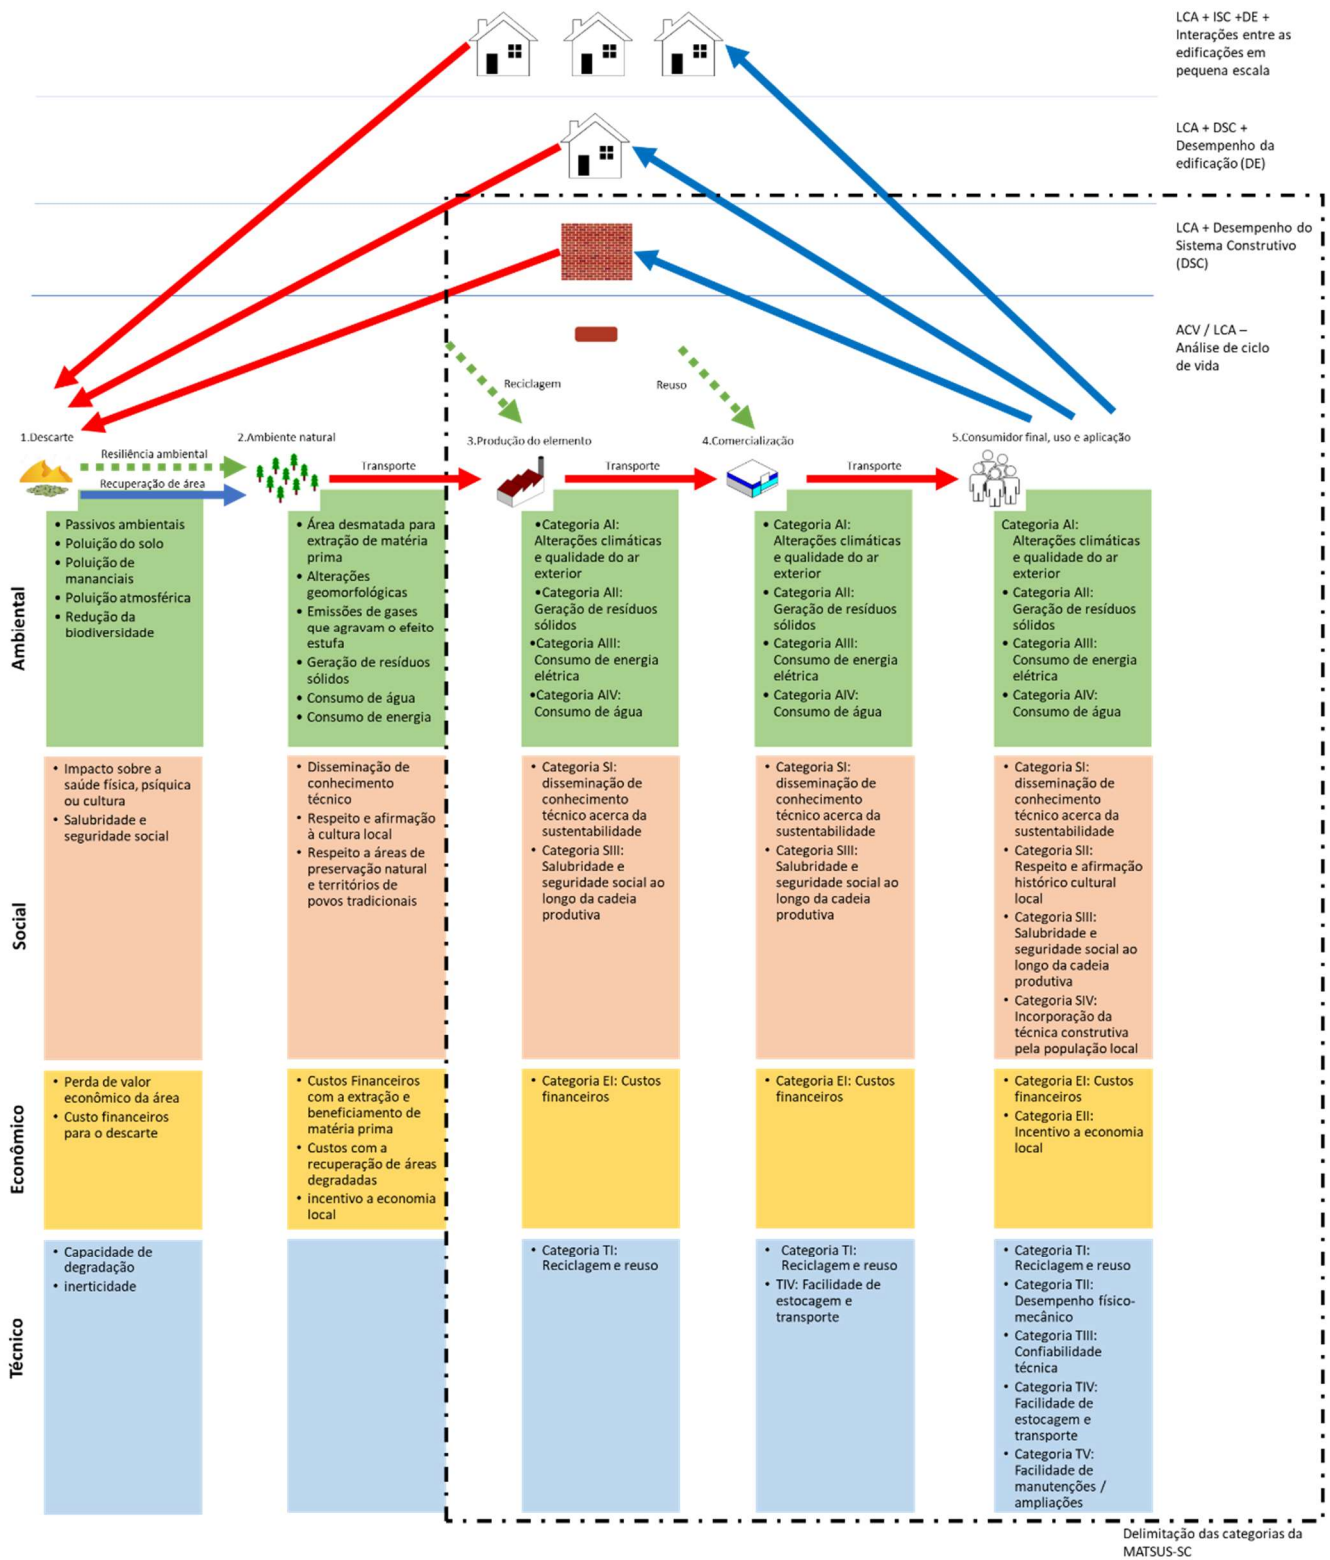 LCA + ISC +DE +
Interações entre as
edificações em
pequena escala
LCA + DSC +
Desempenho da
edificação (DE)
LCA + Desempenho do
Sistema Construtivo
(DSC)
ACV / LCA –
Análise de ciclo
de vida
Reciclagem
Reuso
1.Descarte
2.Ambiente natural
3.Produção do elemento
4.Comercialização
5.Consumidor final, uso e aplicação
Resiliência ambiental
Recuperação de área
Transporte
Transporte
Transporte
Ambiental
• Passivos ambientais
• Poluição do solo
• Poluição de
mananciais
• Poluição atmosférica
• Redução da
biodiversidade
• Área desmatada para
extração de matéria
prima
• Alterações
geomorfológicas
• Emissões de gases
que agravam o efeito
estufa
• Geração de resíduos
sólidos
• Consumo de água
• Consumo de energia
•Categoria AI:
Alterações climáticas
e qualidade do ar
exterior
•Categoria AII:
Geração de resíduos
sólidos
•Categoria AIII:
Consumo de energia
elétrica
•Categoria AIV:
Consumo de água
• Categoria AI:
Alterações climáticas
e qualidade do ar
exterior
• Categoria AII:
Geração de resíduos
sólidos
• Categoria AIII:
Consumo de energia
elétrica
• Categoria AIV:
Consumo de água
Categoria AI:
Alterações climáticas
e qualidade do ar
exterior
• Categoria AII:
Geração de resíduos
sólidos
• Categoria AIII:
Consumo de energia
elétrica
• Categoria AIV:
Consumo de água
Social
• Impacto sobre a
saúde física, psíquica
ou cultura
• Salubridade e
seguridade social
• Disseminação de
conhecimento
técnico
• Respeito e afirmação
à cultura local
• Respeito a áreas de
preservação natural
e territórios de
povos tradicionais
• Categoria SI:
disseminação de
conhecimento
técnico acerca da
sustentabilidade
• Categoria SIII:
Salubridade e
seguridade social ao
longo da cadeia
produtiva
• Categoria SI:
disseminação de
conhecimento
técnico acerca da
sustentabilidade
• Categoria SIII:
Salubridade e
seguridade social ao
longo da cadeia
produtiva
• Categoria SI:
disseminação de
conhecimento
técnico acerca da
sustentabilidade
• Categoria SII:
Respeito e afirmação
histórico cultural
local
• Categoria SIII:
Salubridade e
seguridade social ao
longo da cadeia
produtiva
• Categoria SIV:
Incorporação da
técnica construtiva
pela população local
Econômico
• Perda de valor
econômico da área
• Custo financeiros
para o descarte
• Custos Financeiros
com a extração e
beneficiamento de
matéria prima
• Custos com a
recuperação de áreas
degradadas
• incentivo a economia
local
• Categoria EI: Custos
financeiros
• Categoria EI: Custos
financeiros
• Categoria EI: Custos
financeiros
• Categoria EII:
Incentivo a economia
local
Técnico
• Capacidade de
degradação
• inerticidade
• Categoria TI:
Reciclagem e reuso
• Categoria TI:
Reciclagem e reuso
• TIV: Facilidade de
estocagem e
transporte
• Categoria TI:
Reciclagem e reuso
• Categoria TII:
Desempenho físico-
mecânico
• Categoria TIII:
Confiabilidade
técnica
• Categoria TIV:
Facilidade de
estocagem e
transporte
• Categoria TV:
Facilidade de
manutenções /
ampliações
Delimitação das categorias da
MATSUS-SC